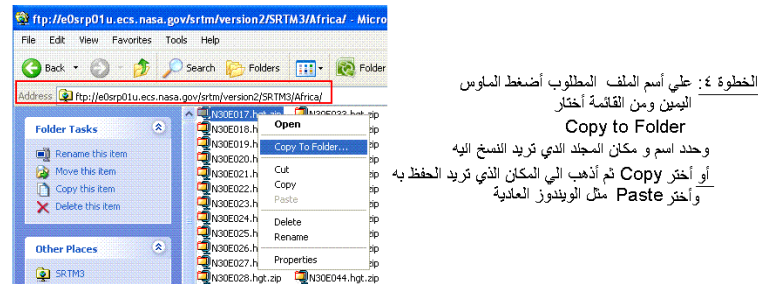 ftp://e0srp01u.ecs.nasa.gov/srtm/version2/SRTM3/Africa/ - Micro
File Edit View Favorites Tools Help
Back Search Folders Folder
Address ftp://e0srp01u.ecs.nasa.gov/srtm/version2/SRTM3/Africa/
Folder Tasks
Rename this item
Move this item
Copy this item
Delete this item
Other Places
SRTM3
N30E017.hgt.zip N30E033.hgt.zip
N30E018.h
N30E019.h
N30E020.h
N30E021.h
N30E022.h
N30E023.h
N30E024.h
N30E025.h
N30E026.h
N30E027.h
N30E028.hgt.zip N30E044.hgt.zip
Open
Copy To Folder...
Cut
Copy
Paste
Delete
Rename
Properties
الخطوة ٤: علي أسم الملف المطلوب أضغط الماوس
اليمين ومن القائمة أختار
Copy to Folder
وحدد اسم و مكان المجلد الذي تريد النسخ اليه
أو أختر Copy ثم أذهب الي المكان الذي تريد الحفظ به
وأختر Paste مثل الويندوز العادية